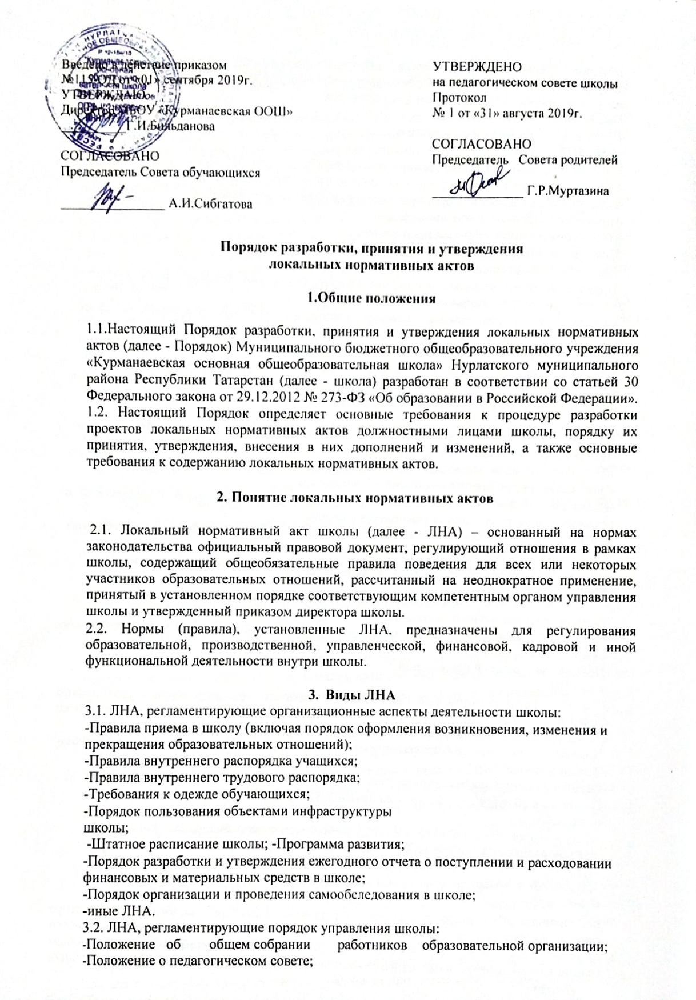 Введено в действие приказом
№119 ОД от «01» сентября 2019г.
УТВЕРЖДАЮ
Директор МБОУ «Курманаевская ООШ»
Г.И.Бильданова
СОГЛАСОВАНО
Председатель Совета обучающихся
А.И.Сибгатова
УТВЕРЖДЕНО
на педагогическом совете школы
Протокол
№ 1 от «31» августа 2019г.
СОГЛАСОВАНО
Председатель Совета родителей
Г.Р.Муртазина
Порядок разработки, принятия и утверждения
локальных нормативных актов
1.Общие положения
1.1.Настоящий Порядок разработки, принятия и утверждения локальных нормативных
актов (далее - Порядок) Муниципального бюджетного общеобразовательного учреждения
«Курманаевская основная общеобразовательная школа» Нурлатского муниципального
района Республики Татарстан (далее - школа) разработан в соответствии со статьей 30
Федерального закона от 29.12.2012 № 273-ФЗ «Об образовании в Российской Федерации».
1.2. Настоящий Порядок определяет основные требования к процедуре разработки
проектов локальных нормативных актов должностными лицами школы, порядку их
принятия, утверждения, внесения в них дополнений и изменений, а также основные
требования к содержанию локальных нормативных актов.
2. Понятие локальных нормативных актов
2.1. Локальный нормативный акт школы (далее - ЛНА) – основанный на нормах
законодательства официальный правовой документ, регулирующий отношения в рамках
школы, содержащий общеобязательные правила поведения для всех или некоторых
участников образовательных отношений, рассчитанный на неоднократное применение,
принятый в установленном порядке соответствующим компетентным органом управления
школы и утвержденный приказом директора школы.
2.2. Нормы (правила), установленные ЛНА, предназначены для регулирования
образовательной, производственной, управленческой, финансовой, кадровой и иной
функциональной деятельности внутри школы.
3. Виды ЛНА
3.1. ЛНА, регламентирующие организационные аспекты деятельности школы:
-Правила приема в школу (включая порядок оформления возникновения, изменения и
прекращения образовательных отношений);
-Правила внутреннего распорядка учащихся;
-Правила внутреннего трудового распорядка;
-Требования к одежде обучающихся;
-Порядок пользования объектами инфраструктуры
школы;
-Штатное расписание школы; -Программа развития;
-Порядок разработки и утверждения ежегодного отчета о поступлении и расходовании
финансовых и материальных средств в школе;
-Порядок организации и проведения самообследования в школе;
-иные ЛНА.
3.2. ЛНА, регламентирующие порядок управления школы:
-Положение об общем собрании работников образовательной организации;
-Положение о педагогическом совете;